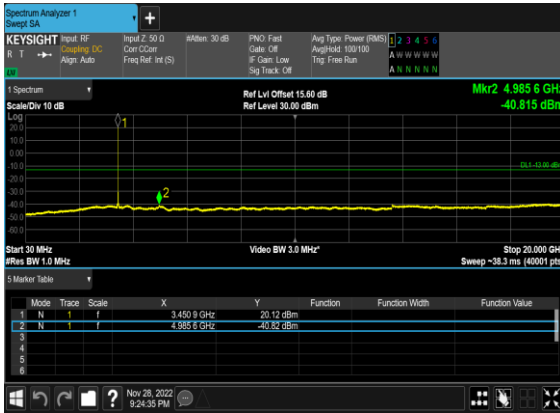 Spectrum Analyzer 1
Swept SA
+
KEYSIGHT Input: RF Input Z: 50 Ω #Atten: 30 dB PNO: Fast Avg Type: Power (RMS) 1 2 3 4 5 6
R T Coupling: DC Corr CCorr Gate: Off Avg|Hold: 100/100 A W W W W W
Align: Auto Freq Ref: Int (S) IF Gain: Low Trig: Free Run
Sig Track: Off A N N N N N
1 Spectrum
Ref Lvl Offset 15.60 dB Mkr2 4.985 6 GHz
Scale/Div 10 dB Ref Level 30.00 dBm -40.815 dBm
Log
20.0
10.0
0.00
-10.0
-20.0
-30.0
-40.0
-50.0
-60.0
1
2
DL1 -13.00 dBm
Start 30 MHz Video BW 3.0 MHz* Stop 20.000 GHz
#Res BW 1.0 MHz Sweep ~38.3 ms (40001 pts)
5 Marker Table
Mode Trace Scale X Y Function Function Width Function Value
1 N 1 f 3.450 9 GHz 20.12 dBm
2 N 1 f 4.985 6 GHz -40.82 dBm
3
4
5
6
? Nov 28, 2022
9:24:35 PM